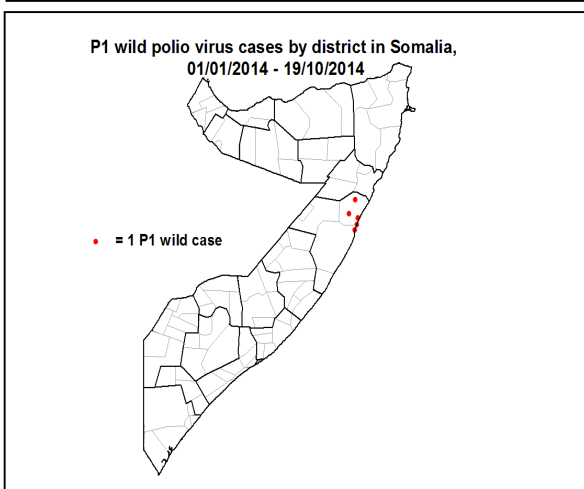 P1 wild polio virus cases by district in Somalia,
01/01/2014 - 19/10/2014
= 1 P1 wild case